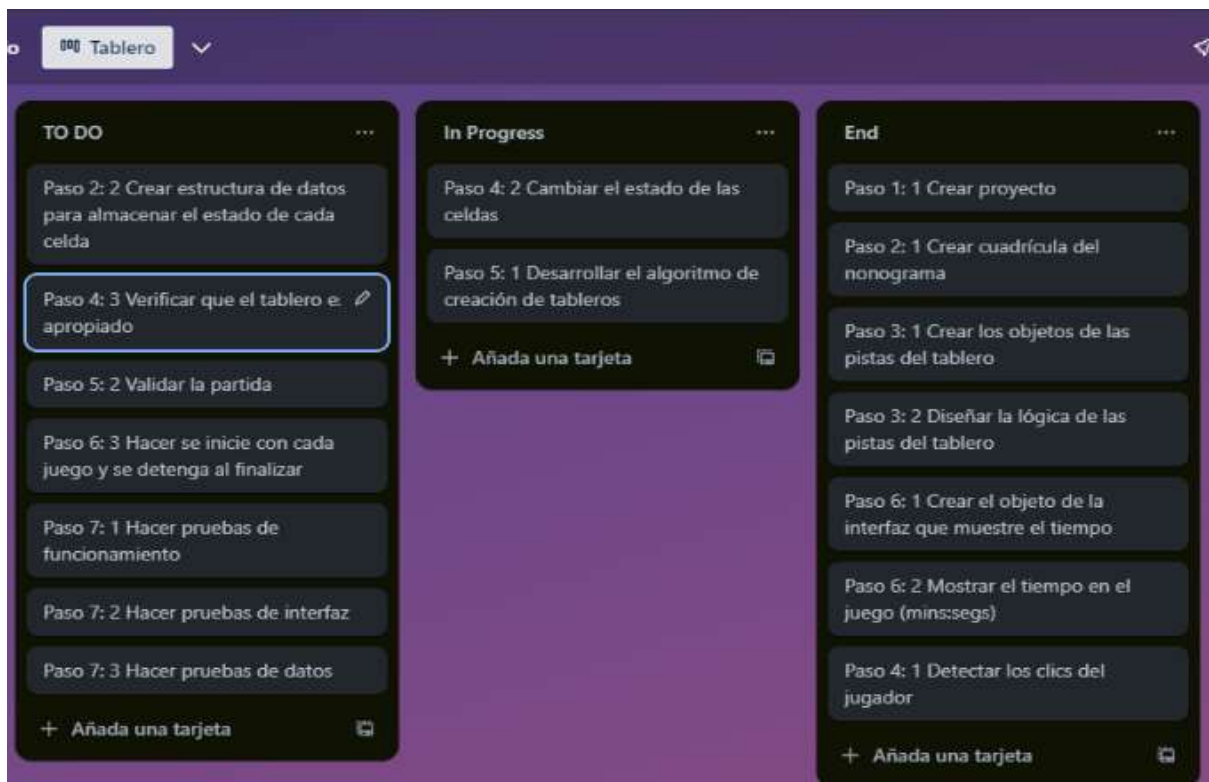 o
Tablero
TO DO
Paso 2: 2 Crear estructura de datos
para almacenar el estado de cada
celda
Paso 4: 3 Verificar que el tablero e
apropiado
Paso 5: 2 Validar la partida
Paso 6: 3 Hacer se inicie con cada
juego y se detenga al finalizar
Paso 7: 1 Hacer pruebas de
funcionamiento
Paso 7: 2 Hacer pruebas de interfaz
Paso 7: 3 Hacer pruebas de datos
+ Añada una tarjeta
In Progress
Paso 4: 2 Cambiar el estado de las
celdas
Paso 5: 1 Desarrollar el algoritmo de
creación de tableros
+ Añada una tarjeta
End
Paso 1: 1 Crear proyecto
Paso 2: 1 Crear cuadrícula del
nonograma
Paso 3: 1 Crear los objetos de las
pistas del tablero
Paso 3: 2 Diseñar la lógica de las
pistas del tablero
Paso 6: 1 Crear el objeto de la
interfaz que muestre el tiempo
Paso 6: 2 Mostrar el tiempo en el
juego (mins:segs)
Paso 4: 1 Detectar los clics del
jugador
+ Añada una tarjeta